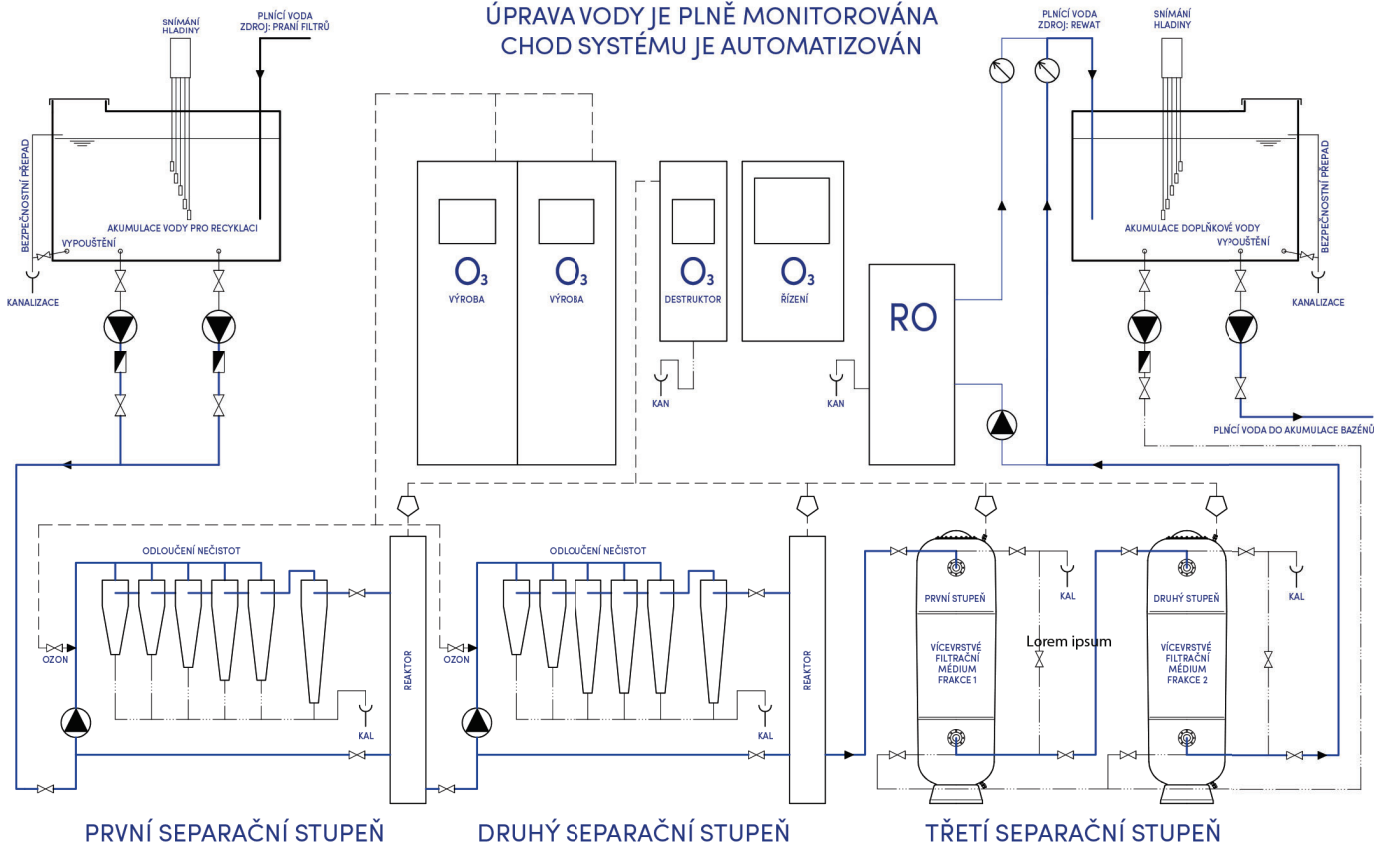 ÚPRAVA VODY JE PLNĚ MONITOROVÁNA
CHOD SYSTÉMU JE AUTOMATIZOVÁN
SNÍMÁNÍ
HLADINY
PLNÍCÍ VODA
ZDROJ: PRANÍ FILTRŮ
BEZPEČNOSTNÍ PŘEPAD
AKUMULACE VODY PRO RECYKLACI
VYPOUŠTĚNÍ
KANALIZACE
O3
VÝROBA
O3
VÝROBA
O3
DESTRUKTOR
O3
ŘÍZENÍ
KAN
KAN
RO
PLNÍCÍ VODA
ZDROJ: REWAT
SNÍMÁNÍ
HLADINY
AKUMULACE DOPLŇKOVÉ VODY
VYPOUŠTĚNÍ
BEZPEČNOSTNÍ PŘEPAD
KANALIZACE
PLNÍCÍ VODA DO AKUMULACE BAZÉNŮ
ODLOUČENÍ NEČISTOT
OZON
KAL
REAKTOR
ODLOUČENÍ NEČISTOT
OZON
KAL
REAKTOR
PRVNÍ STUPEŇ
VÍCEVRSTVÉ
FILTRAČNÍ
MÉDIUM
FRAKCE 1
KAL
Lorem ipsum
DRUHÝ STUPEŇ
VÍCEVRSTVÉ
FILTRAČNÍ
MÉDIUM
FRAKCE 2
KAL
PRVNÍ SEPARAČNÍ STUPEŇ
DRUHÝ SEPARAČNÍ STUPEŇ
TŘETÍ SEPARAČNÍ STUPEŇ